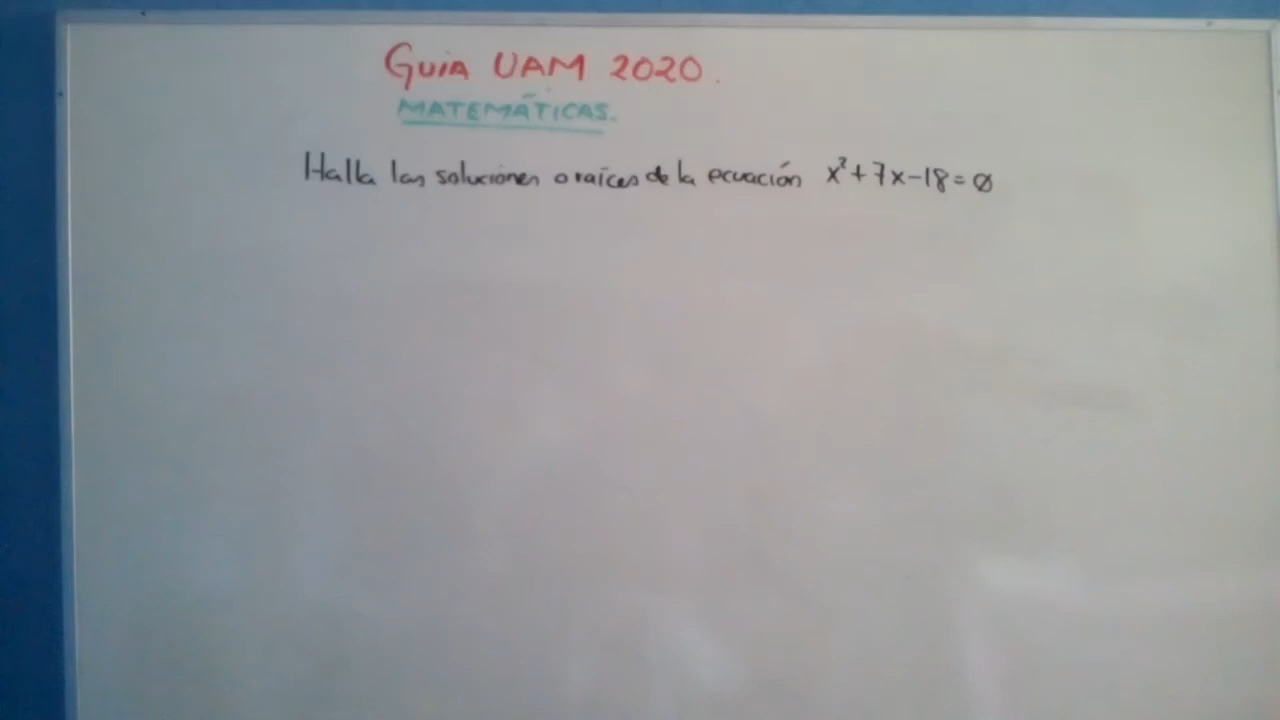 Guia UAM 2020.
MATEMÁTICAS.
Halla las soluciones o raíces de la ecuación x²+7x-18=0